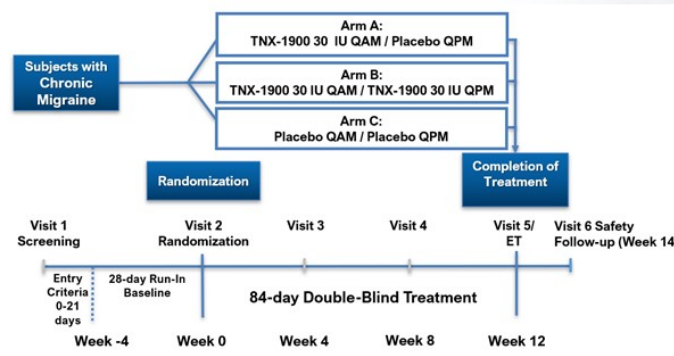 Arm A:
TNX-1900 30 IU QAM / Placebo QPM
Subjects with
Chronic
Migraine
Arm B:
TNX-1900 30 IU QAM / TNX-1900 30 IU QPM
Arm C:
Placebo QAM / Placebo QPM
Randomization
Completion of
Treatment
Visit 1
Screening
Visit 2
Randomization
Visit 3
Visit 4
Visit 5/
ET
Visit 6 Safety
Follow-up (Week 14
Entry
Criteria
0-21
days
28-day Run-In
Baseline
84-day Double-Blind Treatment
Week -4
Week 0
Week 4
Week 8
Week 12